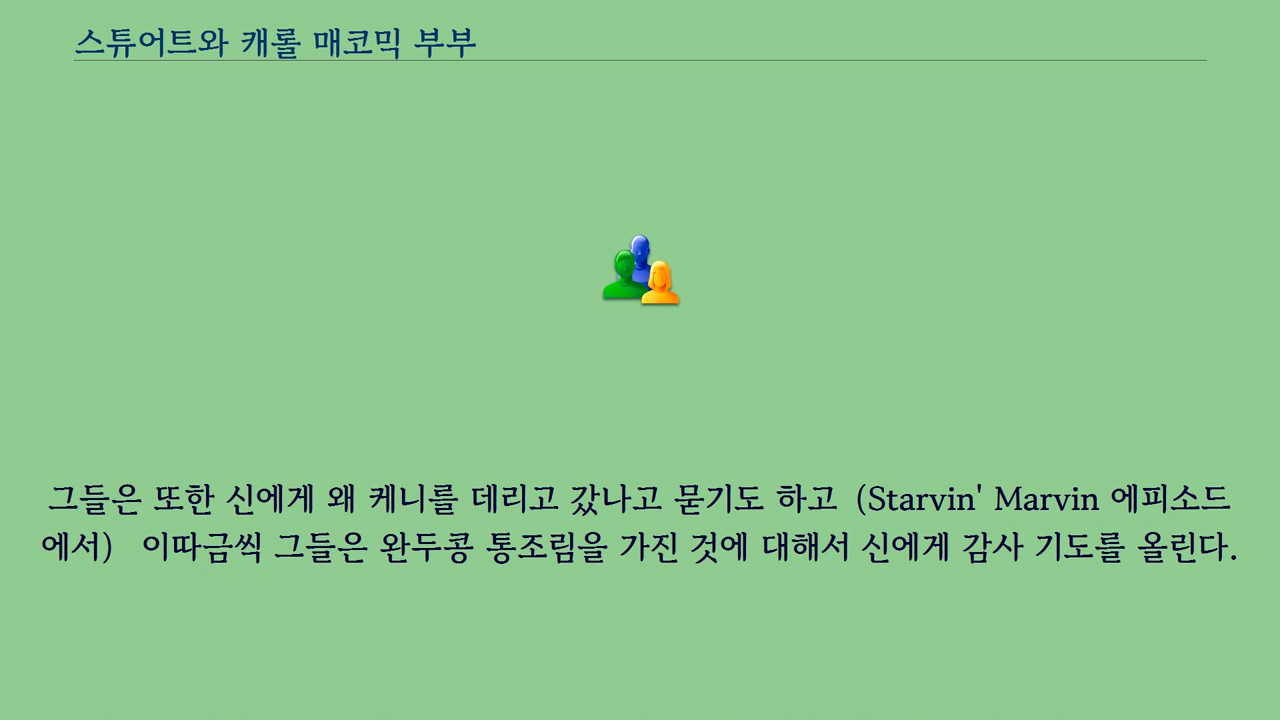 스튜어트와 캐롤 매코믹 부부
그들은 또한 신에게 왜 케니를 데리고 갔나고 묻기도 하고 (Starvin' Marvin 에피소드
에서) 이따금씩 그들은 완두콩 통조림을 가진 것에 대해서 신에게 감사 기도를 올린다.